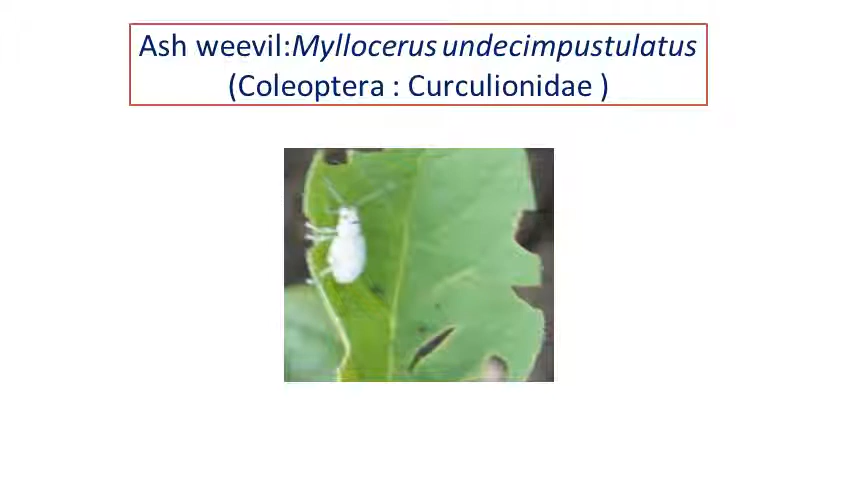 Ash weevil:Myllocerus undecimpustulatus
(Coleoptera : Curculionidae )